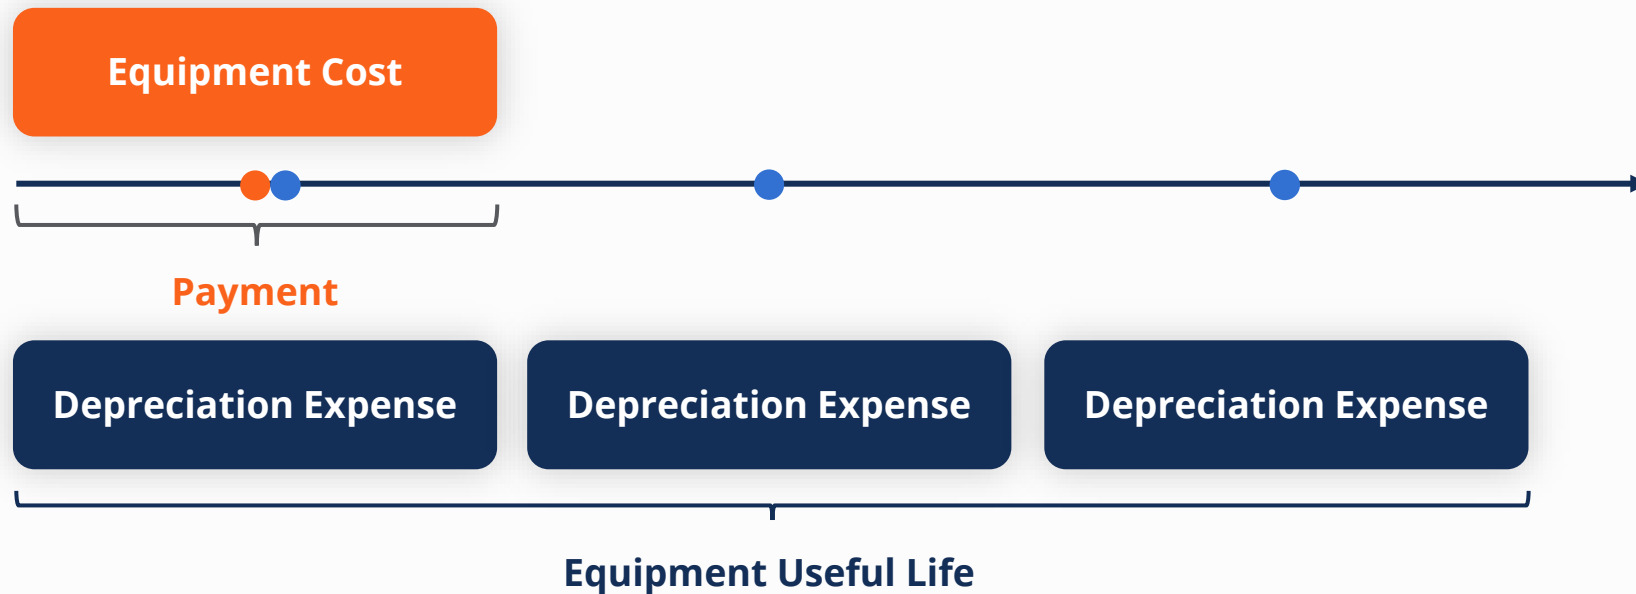 Equipment Cost
Payment
Depreciation Expense
Depreciation Expense
Depreciation Expense
Equipment Useful Life